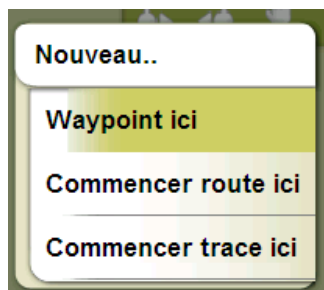 Nouveau..
Waypoint ici
Commencer route ici
Commencer trace ici